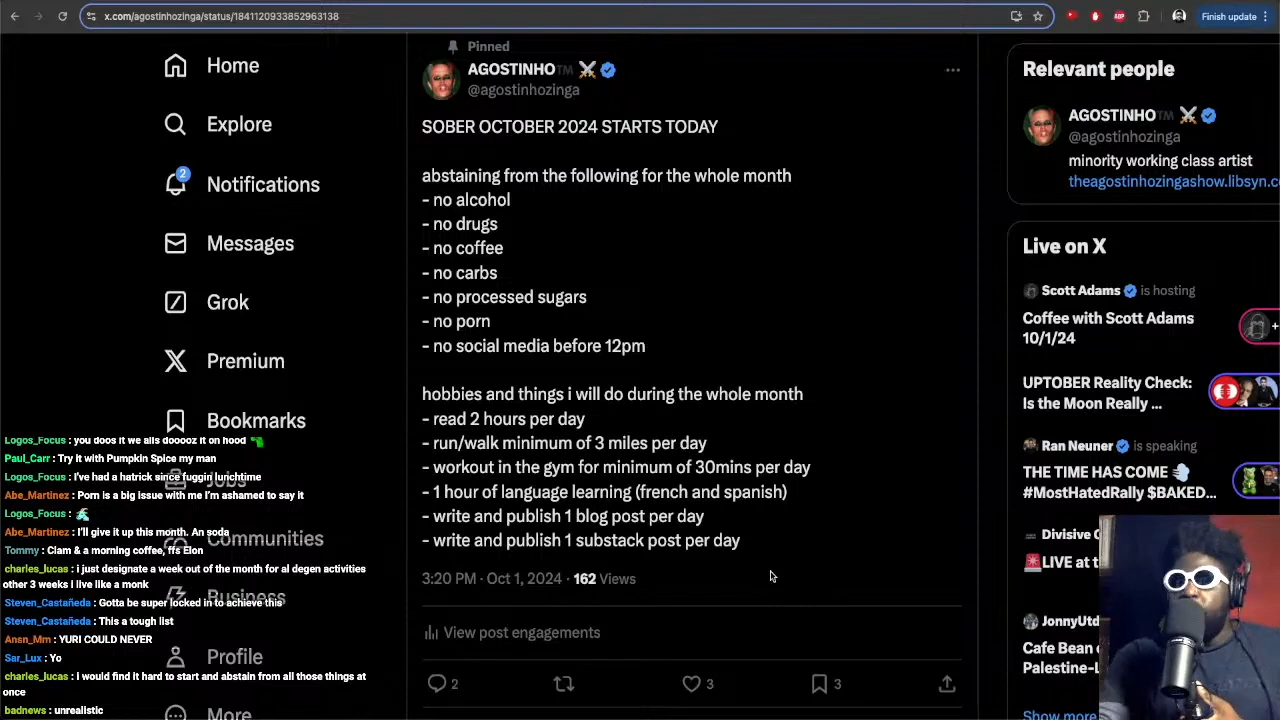 x.com/agostinhozinga/status/1841120933852963138
Finish update
Home
Explore
2
Notifications
Messages
Grok
Premium
Bookmarks
Jobs
Communities
Business
Profile
More
Pinned
AGOSTINHO™
@agostinhozinga
SOBER OCTOBER 2024 STARTS TODAY
abstaining from the following for the whole month
- no alcohol
- no drugs
- no coffee
- no carbs
- no processed sugars
- no porn
- no social media before 12pm
hobbies and things i will do during the whole month
- read 2 hours per day
- run/walk minimum of 3 miles per day
- workout in the gym for minimum of 30mins per day
- 1 hour of language learning (french and spanish)
- write and publish 1 blog post per day
- write and publish 1 substack post per day
3:20 PM · Oct 1, 2024 · 162 Views
View post engagements
2
3
3
Relevant people
AGOSTINHO™
@agostinhozinga
minority working class artist
theagostinhozingashow.libsyn.c
Live on X
Scott Adams is hosting
Coffee with Scott Adams
10/1/24
UPTOBER Reality Check:
Is the Moon Really ...
Ran Neuner is speaking
THE TIME HAS COME
#MostHatedRally $BAKED...
Divisive
LIVE at t
JonnyUtd
Cafe Bean
Palestine-L
Show more
Logos_Focus : you doos it we alls dooooz it on hood
Paul_Carr : Try it with Pumpkin Spice my man
Logos_Focus : I've had a hatrick since fuggin lunchtime
Abe_Martinez : Porn is a big issue with me I'm ashamed to say it
Logos_Focus :
Abe_Martinez : I'll give it up this month. An soda
Tommy : Clam & a morning coffee, ffs Elon
charles_lucas : i just designate a week out of the month for al degen activities
other 3 weeks i live like a monk
Steven_Castañeda : Gotta be super locked in to achieve this
Steven_Castañeda : This a tough list
Ansn_Mm : YURI COULD NEVER
Sar_Lux : Yo
charles_lucas : i would find it hard to start and abstain from all those things at
once
badnews : unrealistic